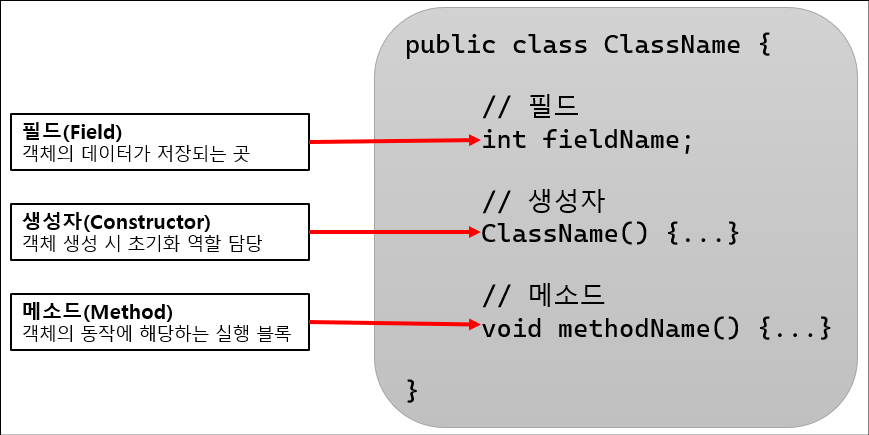 필드(Field)
객체의 데이터가 저장되는 곳
생성자(Constructor)
객체 생성 시 초기화 역할 담당
메소드(Method)
객체의 동작에 해당하는 실행 블록
public class ClassName {
// 필드
int fieldName;
// 생성자
ClassName() {...}
// 메소드
void methodName() {...}
}